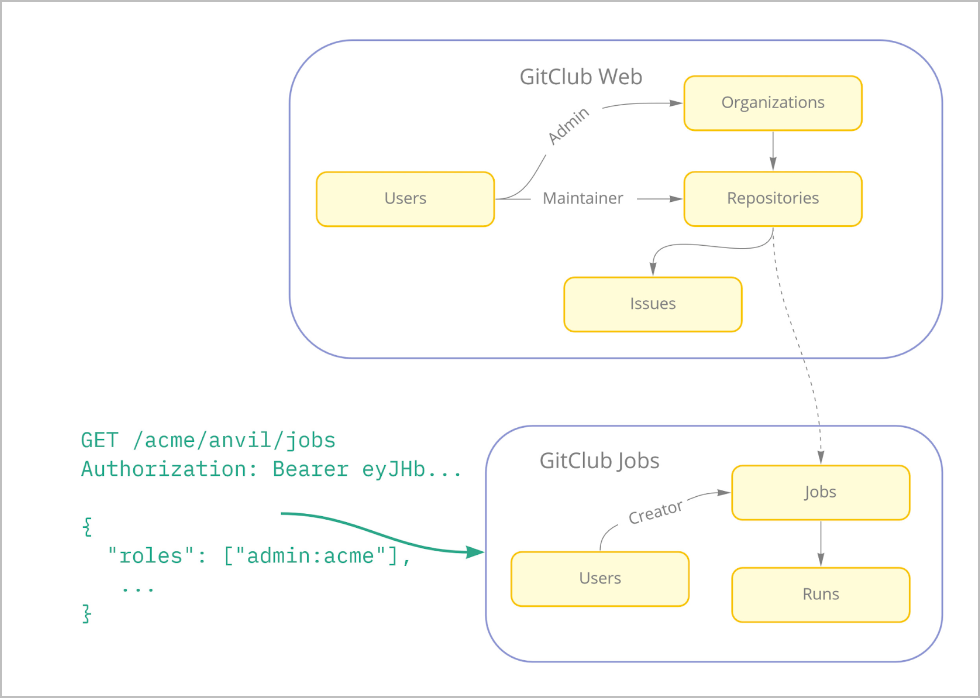 GitClub Web
Admin
Organizations
Users
Maintainer
Repositories
Issues
GET /acme/anvil/jobs
Authorization: Bearer eyJHb...
{
"roles": ["admin:acme"],
...
}
GitClub Jobs
Creator
Jobs
Users
Runs